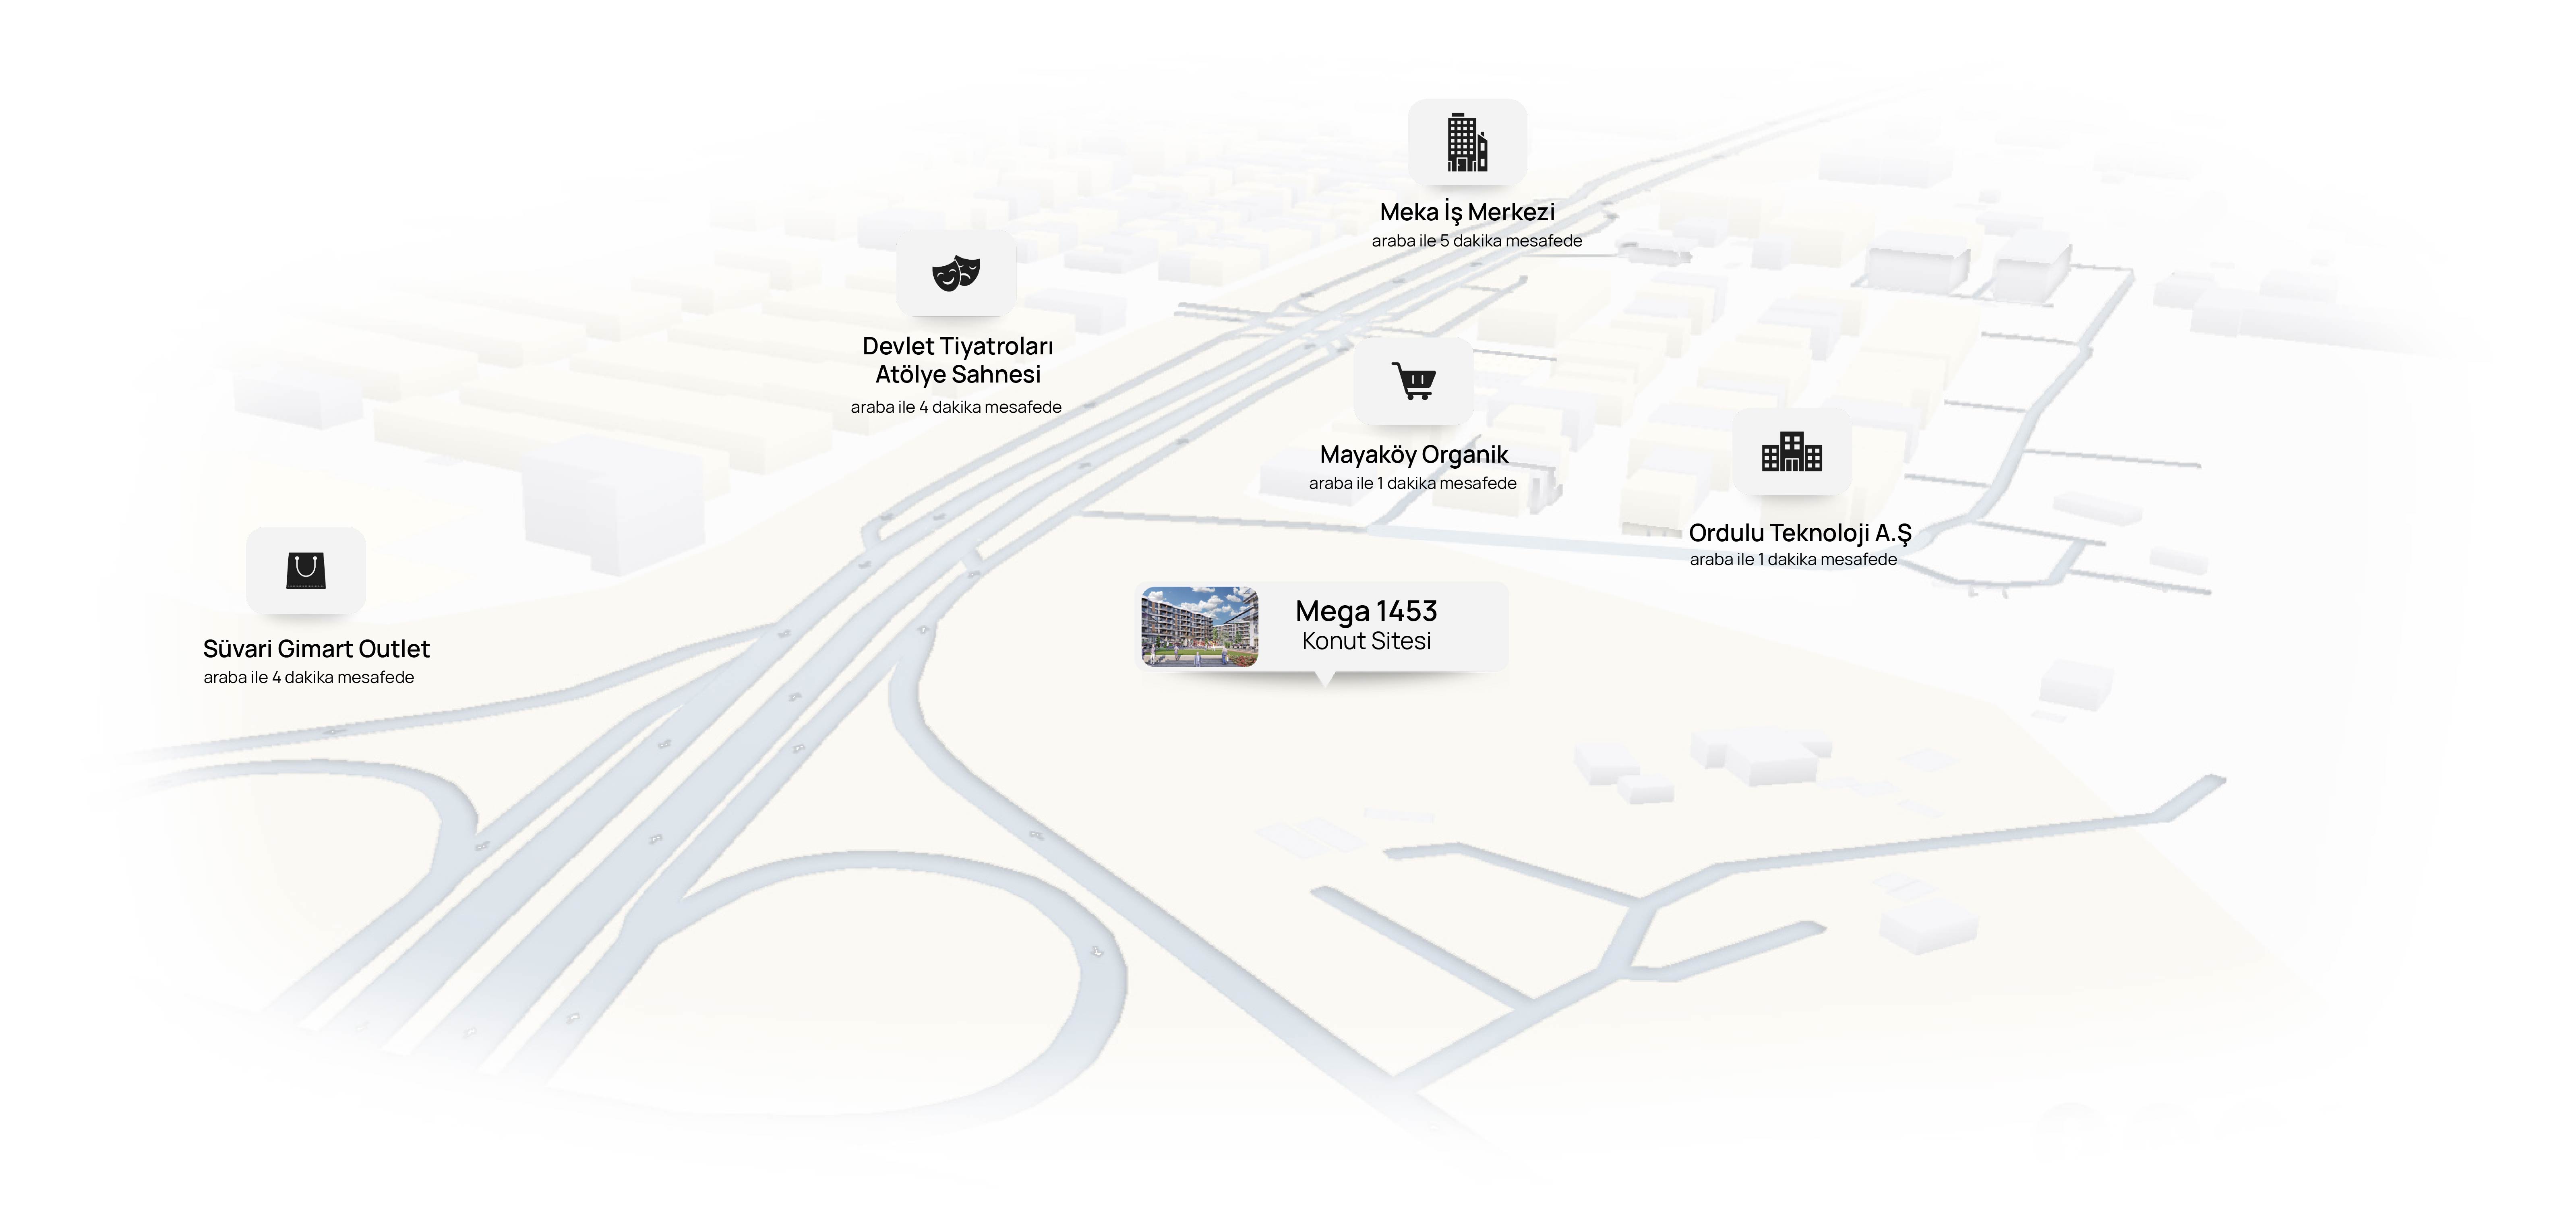 Meka İş Merkezi
araba ile 5 dakika mesafede
Devlet Tiyatroları
Atölye Sahnesi
araba ile 4 dakika mesafede
Mayaköy Organik
araba ile 1 dakika mesafede
Ordulu Teknoloji A.Ş
araba ile 1 dakika mesafede
Mega 1453
Konut Sitesi
Süvari Gimart Outlet
araba ile 4 dakika mesafede